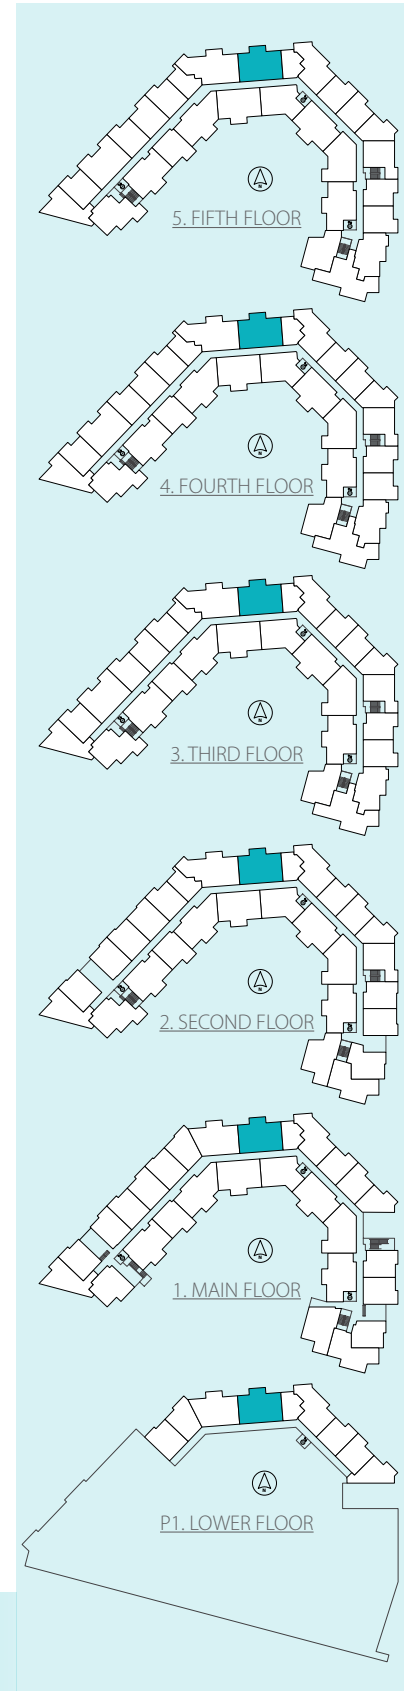 N
5. FIFTH FLOOR
N
4. FOURTH FLOOR
N
3. THIRD FLOOR
N
2. SECOND FLOOR
N
1. MAIN FLOOR
N
P1. LOWER FLOOR